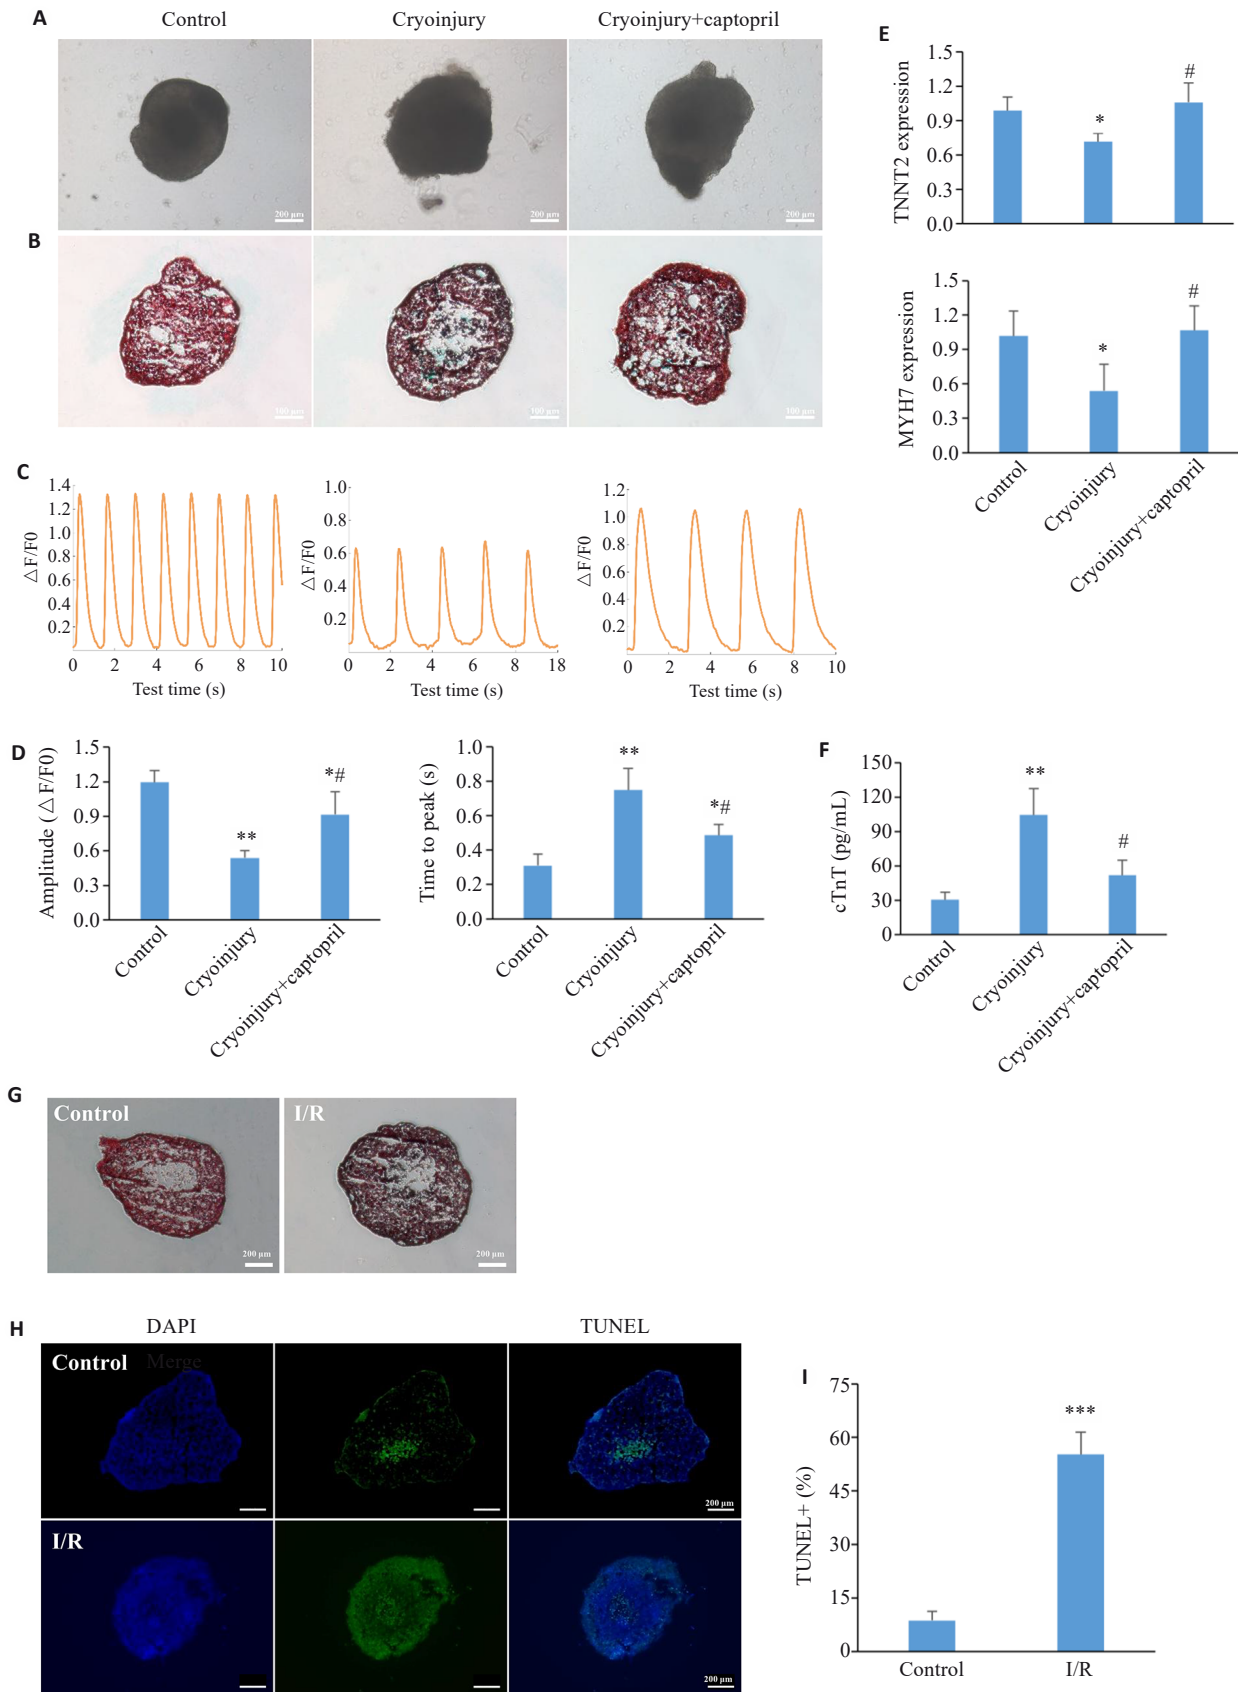 A
Control
Cryoinjury
Cryoinjury+captopril
200 μm
200 μm
200 μm
B
100 μm
100 μm
100 μm
C
1.4
1.2
1.0
0.8
0.6
0.4
0.2
△F/F0
0 2 4 6 8 10
Test time (s)
1.0
0.8
0.6
0.4
0.2
△F/F0
0 2 4 6 8 18
Test time (s)
1.2
1.0
0.8
0.6
0.4
0.2
△F/F0
0 2 4 6 8 10
Test time (s)
D
Amplitude (△F/F0)
1.5
1.2
0.9
0.6
0.3
0.0
**
*#
Control
Cryoinjury
Cryoinjury+captopril
Time to peak (s)
1.0
0.8
0.6
0.4
0.2
0.0
**
*#
Control
Cryoinjury
Cryoinjury+captopril
E
TNNT2 expression
1.5
1.2
0.9
0.6
0.3
0.0
*
#
MYH7 expression
1.5
1.2
0.9
0.6
0.3
0.0
*
#
Control
Cryoinjury
Cryoinjury+captopril
F
cTnT (pg/mL)
150
120
90
60
30
0
**
#
Control
Cryoinjury
Cryoinjury+captopril
G
Control
200 μm
I/R
200 μm
H
DAPI
TUNEL
Control
Merge
200 μm
I/R
200 μm
I
TUNEL+ (%)
75
60
45
30
15
0
***
Control
I/R